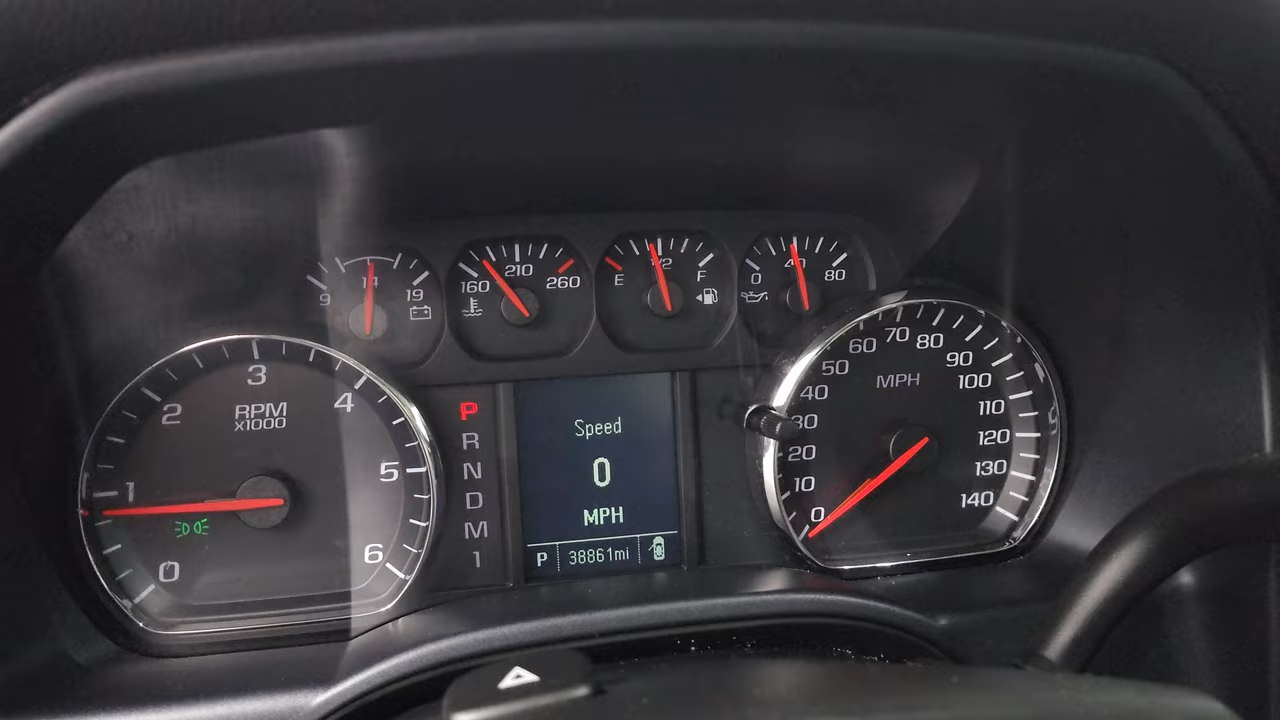 9 14 19
160 210 260
E 1/2 F
0 40 80
0 1 2 3 4 5 6
RPM
x1000
P
R
N
D
M
1
Speed
0
MPH
P 38861mi
0 10 20 30 40 50 60 70 80 90 100 110 120 130 140
MPH